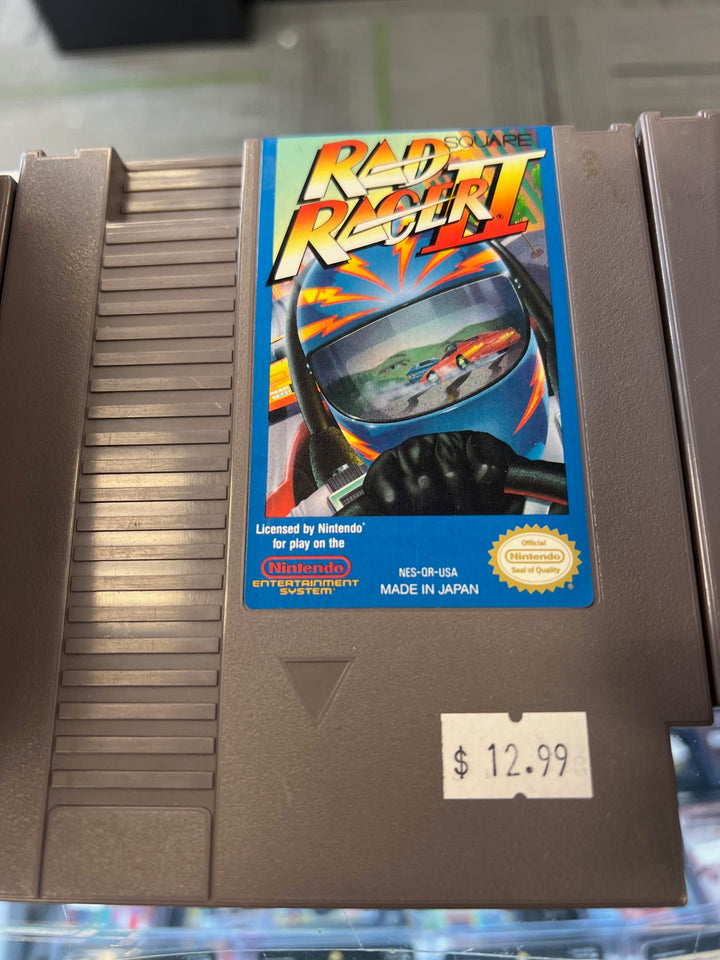 SQUARE
RAD
RACER II
Licensed by Nintendo®
for play on the
Nintendo
ENTERTAINMENT
SYSTEM®
NES-QR-USA
MADE IN JAPAN
Official
Nintendo
Seal of Quality
$ 12.99